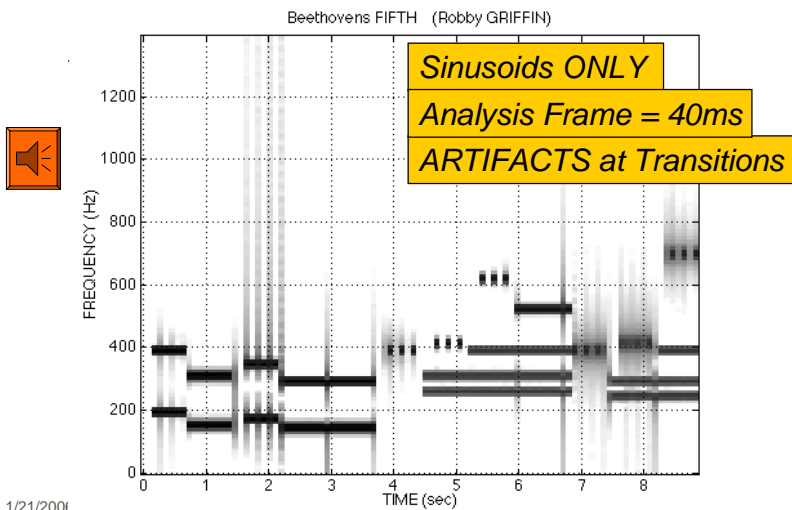 Beethovens FIFTH (Robby GRIFFIN)
Sinusoids ONLY
Analysis Frame = 40ms
ARTIFACTS at Transitions
FREQUENCY (Hz)
1200
1000
800
600
400
200
0
0 1 2 3 4 5 6 7 8
TIME (sec)